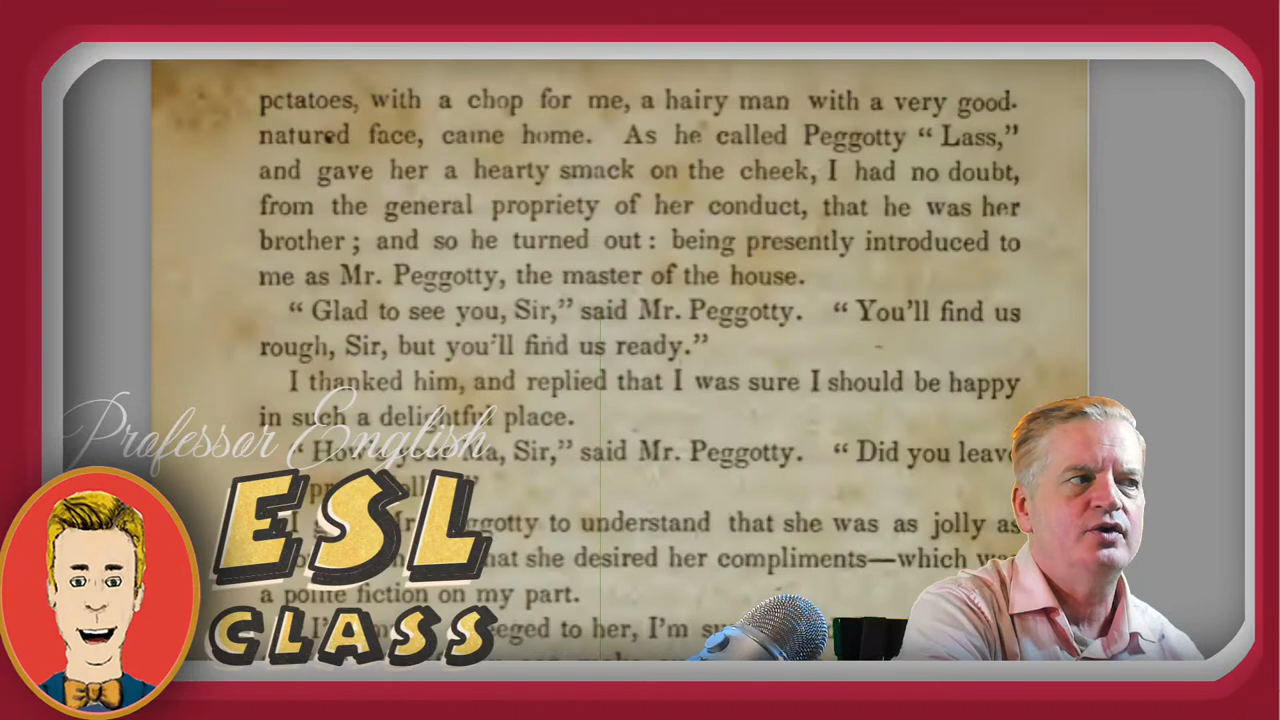 potatoes, with a chop for me, a hairy man with a very good-
natured face, came home. As he called Peggotty “ Lass,”
and gave her a hearty smack on the cheek, I had no doubt,
from the general propriety of her conduct, that he was her
brother ; and so he turned out : being presently introduced to
me as Mr. Peggotty, the master of the house.
“ Glad to see you, Sir,” said Mr. Peggotty. “ You’ll find us
rough, Sir, but you’ll find us ready.”
I thanked him, and replied that I was sure I should be happy
in such a delightful place.
Sir,” said Mr. Peggotty. “ Did you leave
to understand that she was as jolly as
that she desired her compliments—which
a polite fiction on my part.
to her, I’m
Professor English
ESL
CLASS